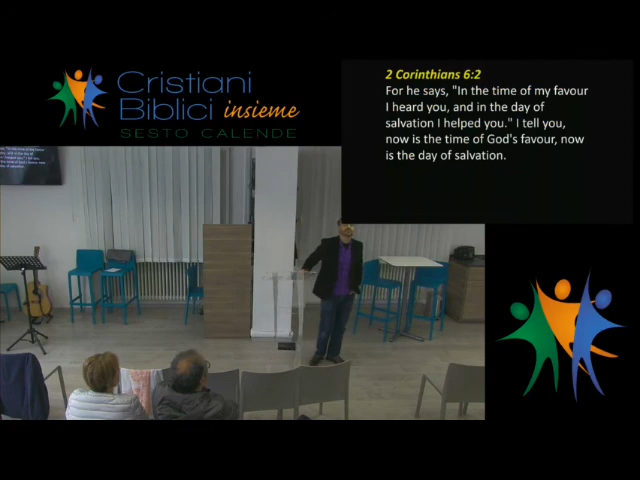 Cristiani
Biblici insieme
SESTO CALENDE
2 Corinthians 6:2
For he says, "In the time of my favour
I heard you, and in the day of
salvation I helped you." I tell you,
now is the time of God's favour, now
is the day of salvation.